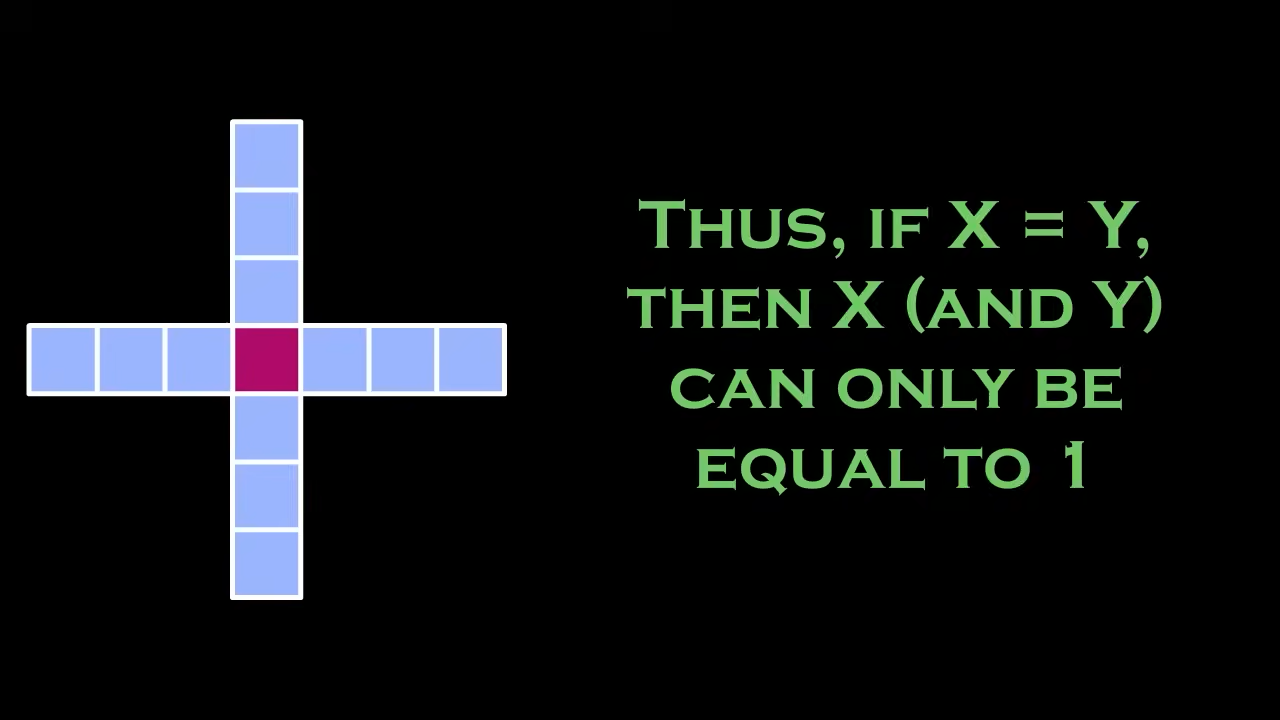 Thus, if X = Y,
then X (and Y)
can only be
equal to 1